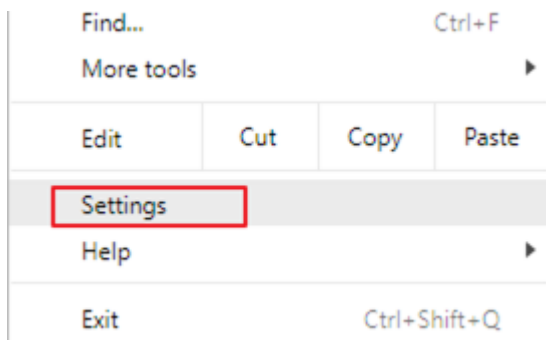 Find... Ctrl+F
More tools
Edit Cut Copy Paste
Settings
Help
Exit Ctrl+Shift+Q